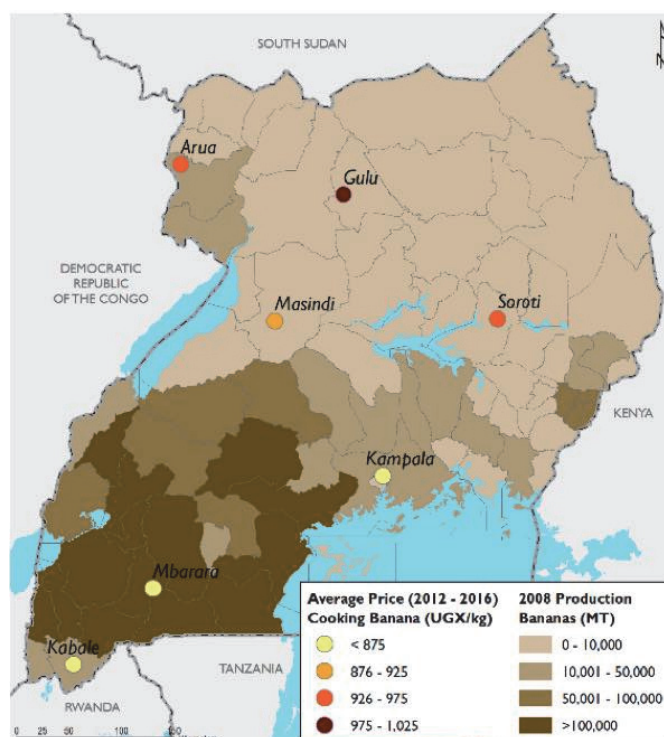 SOUTH SUDAN
N
Arua
Gulu
DEMOCRATIC
REPUBLIC
OF THE CONGO
Masindi
Soroti
KENYA
Kampala
Mbarara
Kabale
TANZANIA
RWANDA
0 25 50 100 150
Average Price (2012 - 2016)
Cooking Banana (UGX/kg)
< 875
876 - 925
926 - 975
975 - 1,025
2008 Production
Bananas (MT)
0 - 10,000
10,001 - 50,000
50,001 - 100,000
>100,000